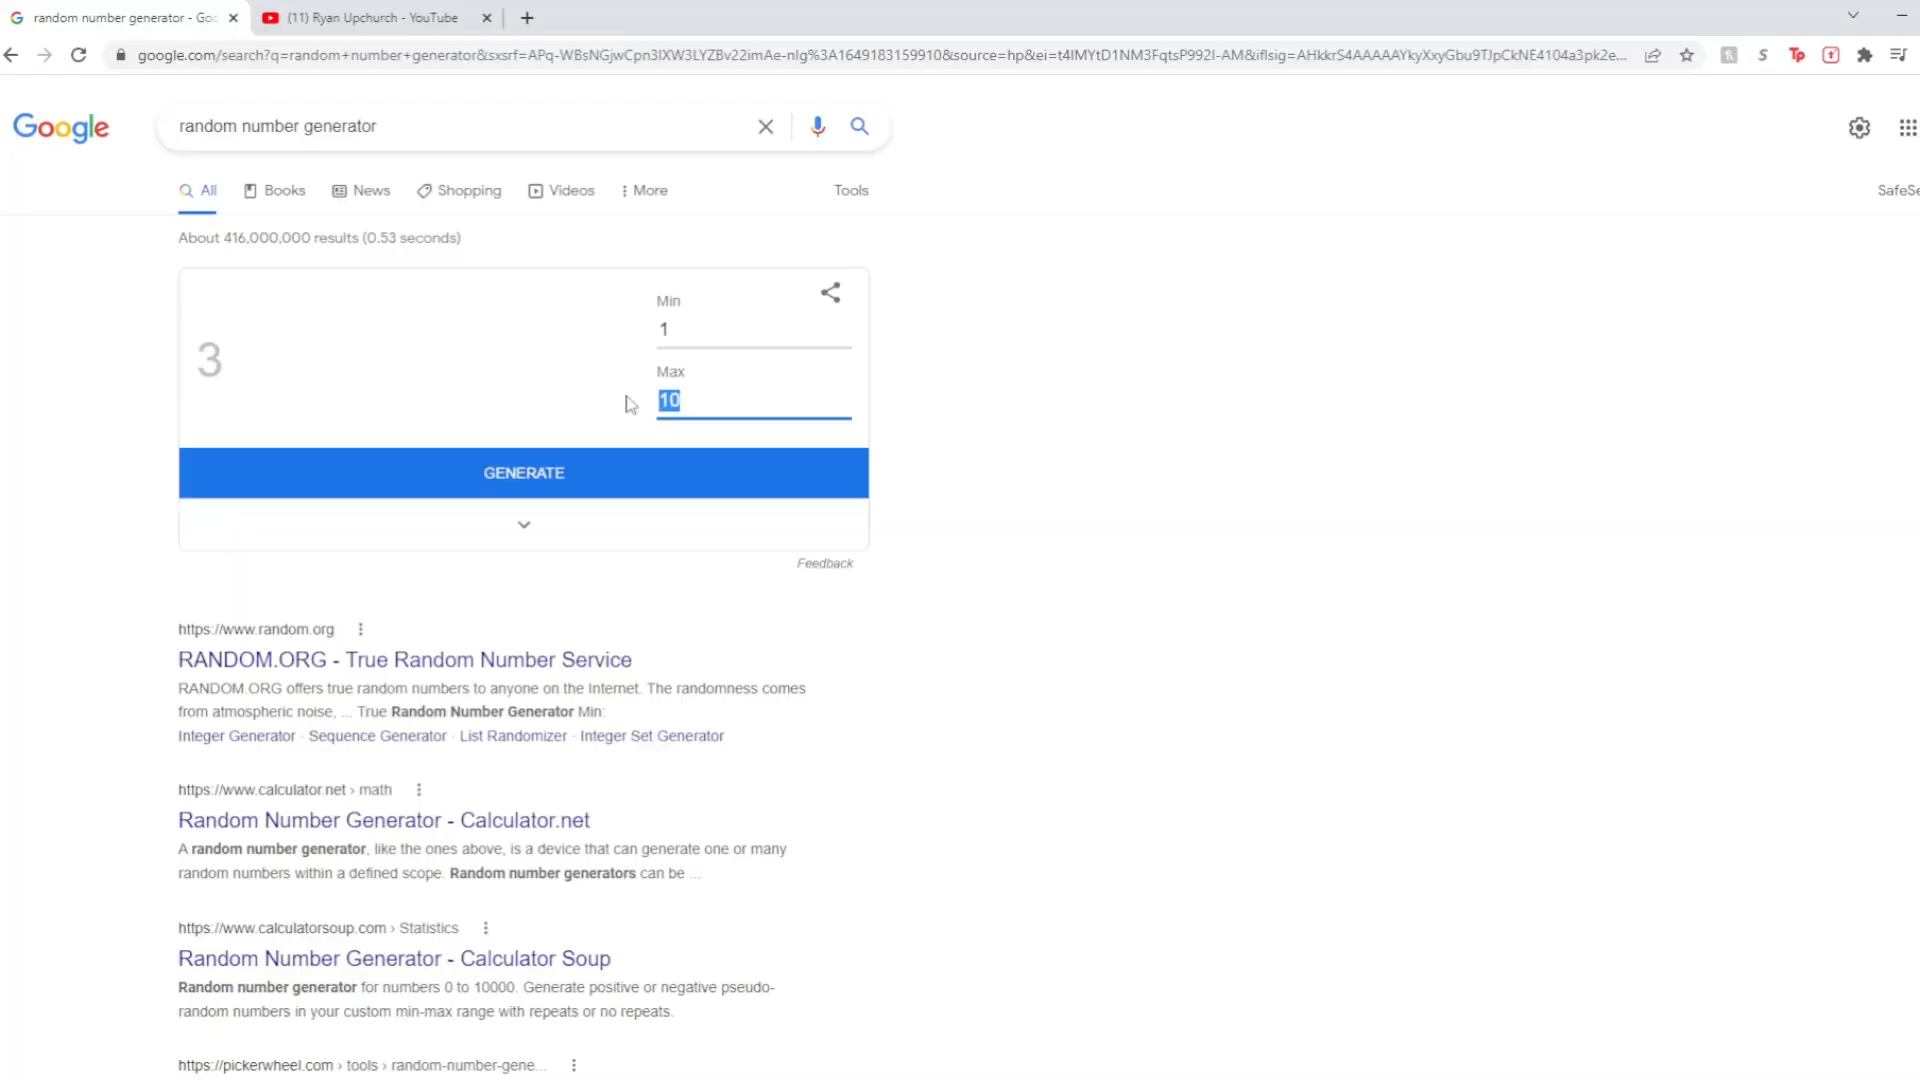 random number generator - Goo
(11) Ryan Upchurch - YouTube
google.com/search?q=random+number+generator&sxsrf=APq-WBsNGjwCpn3IXW3LYZBv22imAe-nlg%3A1649183159910&source=hp&ei=t4lMYtD1NM3FqtsP992I-AM&iflsig=AHkkrS4AAAAAYkyXxyGbu9TJpCkNE4104a3pk2e...
S
Tp
Google
random number generator
All
Books
News
Shopping
Videos
More
Tools
SafeSe
About 416,000,000 results (0.53 seconds)
3
Min
1
Max
10
GENERATE
Feedback
https://www.random.org
RANDOM.ORG - True Random Number Service
RANDOM.ORG offers true random numbers to anyone on the Internet. The randomness comes
from atmospheric noise, ... True Random Number Generator Min:
Integer Generator · Sequence Generator · List Randomizer · Integer Set Generator
https://www.calculator.net › math
Random Number Generator - Calculator.net
A random number generator, like the ones above, is a device that can generate one or many
random numbers within a defined scope. Random number generators can be ...
https://www.calculatorsoup.com › Statistics
Random Number Generator - Calculator Soup
Random number generator for numbers 0 to 10000. Generate positive or negative pseudo-
random numbers in your custom min-max range with repeats or no repeats.
https://pickerwheel.com › tools › random-number-gene...